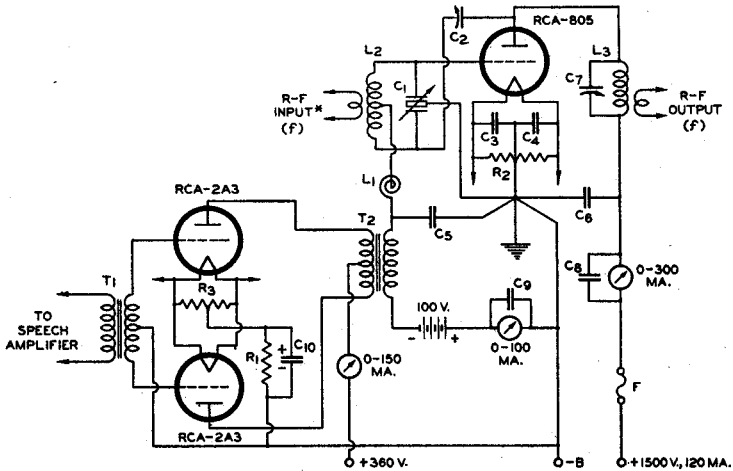 RCA-805
C2
L2
L3
C1
C7
R-F
INPUT*
(f)
R-F
OUTPUT
(f)
C3
C4
R2
L1
RCA-2A3
T2
C5
C6
T1
R3
C8
0-300
MA.
C9
100 V.
- +
TO
SPEECH
AMPLIFIER
R1
+
-
C10
0-150
MA.
0-100
MA.
F
RCA-2A3
+360 V.
-B
+1500V., 120 MA.